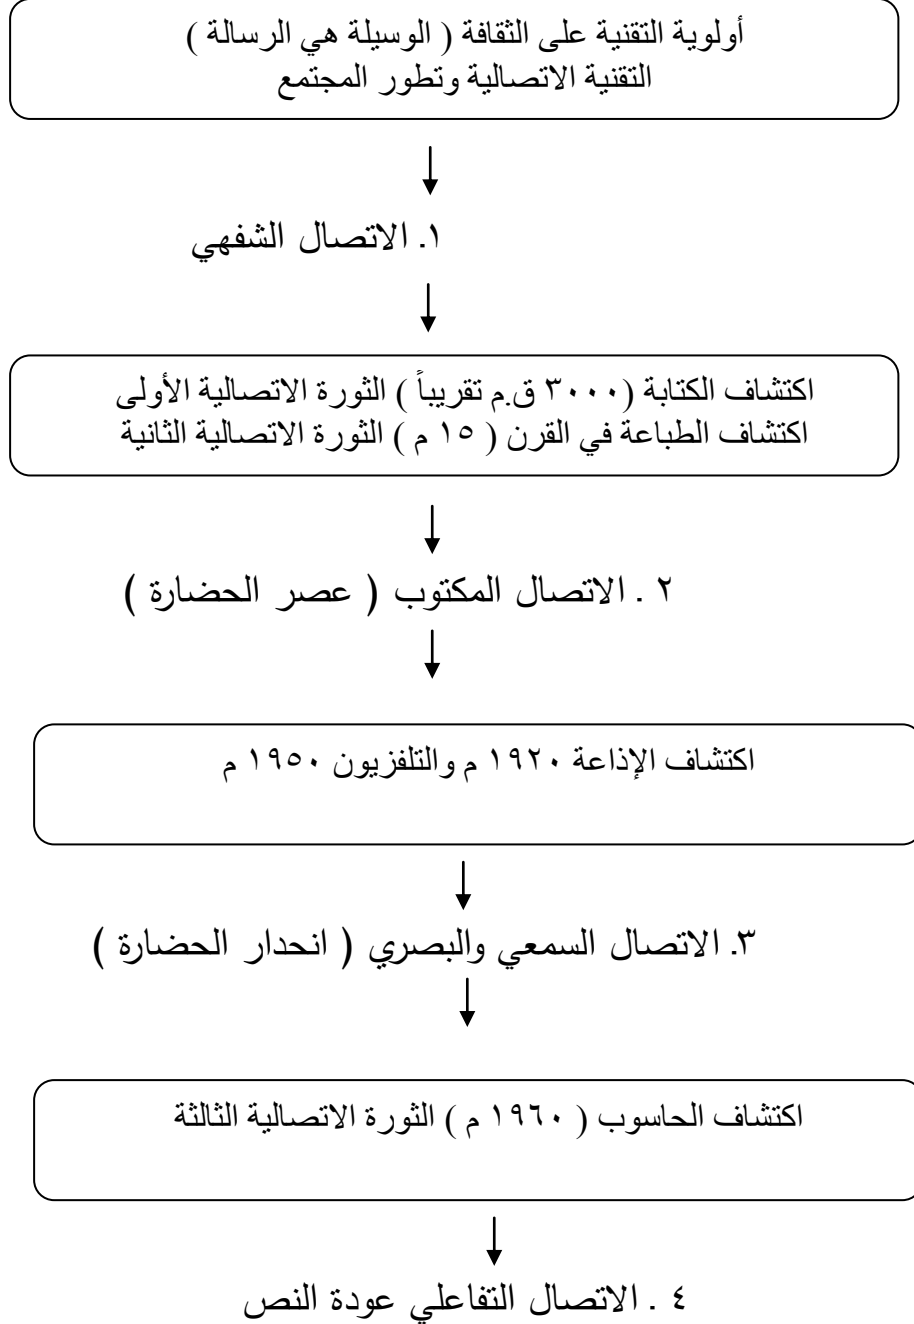 أولوية التقنية على الثقافة ( الوسيلة هي الرسالة )
التقنية الاتصالية وتطور المجتمع
١. الاتصال الشفهي
اكتشاف الكتابة (٣٠٠٠ ق.م تقريباً ) الثورة الاتصالية الأولى
اكتشاف الطباعة في القرن ( ١٥ م ) الثورة الاتصالية الثانية
٢ . الاتصال المكتوب ( عصر الحضارة )
اكتشاف الإذاعة ١٩٢٠ م والتلفزيون ١٩٥٠ م
٣. الاتصال السمعي والبصري ( انحدار الحضارة )
اكتشاف الحاسوب ( ١٩٦٠ م ) الثورة الاتصالية الثالثة
٤ . الاتصال التفاعلي عودة النص